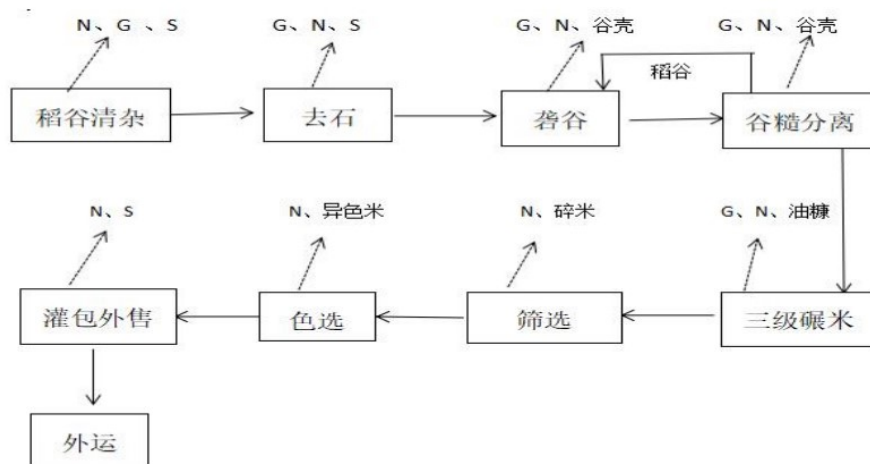 N、G 、S
G、N、S
G、N、谷壳
G、N、谷壳
稻谷
稻谷清杂
去石
砻谷
谷糙分离
N、S
N、异色米
N、碎米
G、N、油糠
灌包外售
色选
筛选
三级碾米
外运